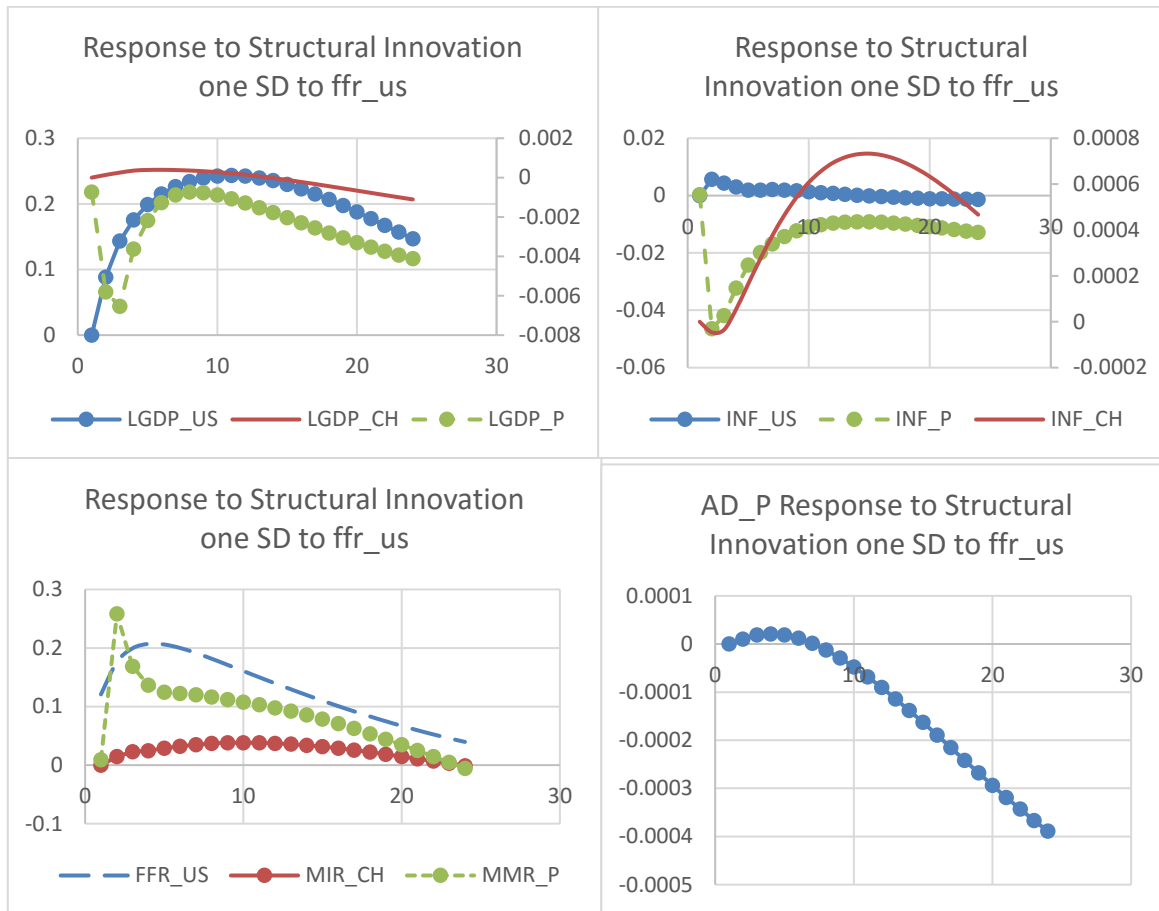 Response to Structural Innovation
one SD to ffr_us
0.3
0.2
0.1
0
0.002
0
-0.002
-0.004
-0.006
-0.008
0 10 20 30
LGDP_US LGDP_CH LGDP_P
Response to Structural
Innovation one SD to ffr_us
0.02
0
-0.02
-0.04
-0.06
0.0008
0.0006
0.0004
0.0002
0
-0.0002
0 10 20 30
INF_US INF_P INF_CH
Response to Structural Innovation
one SD to ffr_us
0.3
0.2
0.1
0
-0.1
0 10 20 30
FFR_US MIR_CH MMR_P
AD_P Response to Structural
Innovation one SD to ffr_us
0.0001
0
-0.0001
-0.0002
-0.0003
-0.0004
-0.0005
0 10 20 30